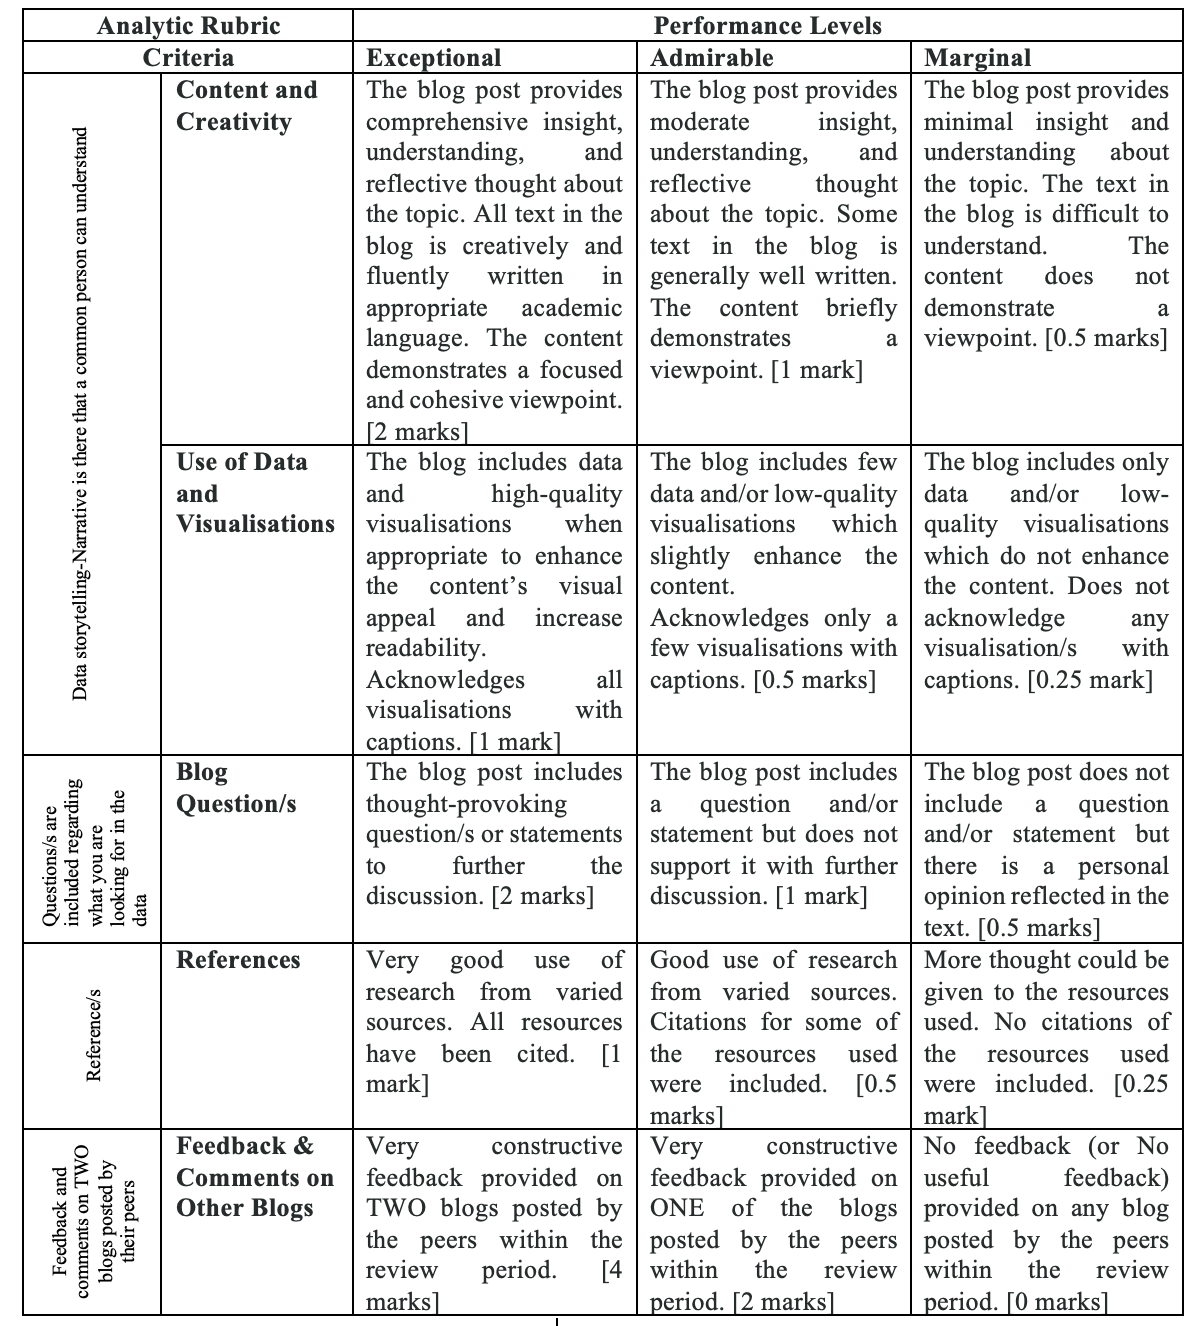 Analytic Rubric
Performance Levels
Criteria
Exceptional
Admirable
Marginal
Data storytelling-Narrative is there that a common person can understand
Content and
Creativity
The blog post provides
comprehensive insight,
understanding, and
reflective thought about
the topic. All text in the
blog is creatively and
fluently written in
appropriate academic
language. The content
demonstrates a focused
and cohesive viewpoint.
[2 marks]
The blog post provides
moderate insight,
understanding, and
reflective thought
about the topic. Some
text in the blog is
generally well written.
The content briefly
demonstrates a
viewpoint. [1 mark]
The blog post provides
minimal insight and
understanding about
the topic. The text in
the blog is difficult to
understand. The
content does not
demonstrate a
viewpoint. [0.5 marks]
Use of Data
and
Visualisations
The blog includes data
and high-quality
visualisations when
appropriate to enhance
the content’s visual
appeal and increase
readability.
Acknowledges all
visualisations with
captions. [1 mark]
The blog includes few
data and/or low-quality
visualisations which
slightly enhance the
content.
Acknowledges only a
few visualisations with
captions. [0.5 marks]
The blog includes only
data and/or low-
quality visualisations
which do not enhance
the content. Does not
acknowledge any
visualisation/s with
captions. [0.25 mark]
Questions/s are
included regarding
what you are
looking for in the
data
Blog
Question/s
The blog post includes
thought-provoking
question/s or statements
to further the
discussion. [2 marks]
The blog post includes
a question and/or
statement but does not
support it with further
discussion. [1 mark]
The blog post does not
include a question
and/or statement but
there is a personal
opinion reflected in the
text. [0.5 marks]
Reference/s
References
Very good use of
research from varied
sources. All resources
have been cited. [1
mark]
Good use of research
from varied sources.
Citations for some of
the resources used
were included. [0.5
marks]
More thought could be
given to the resources
used. No citations of
the resources used
were included. [0.25
mark]
Feedback and
comments on TWO
blogs posted by
their peers
Feedback &
Comments on
Other Blogs
Very constructive
feedback provided on
TWO blogs posted by
the peers within the
review period. [4
marks]
Very constructive
feedback provided on
ONE of the blogs
posted by the peers
within the review
period. [2 marks]
No feedback (or No
useful feedback)
provided on any blog
posted by the peers
within the review
period. [0 marks]